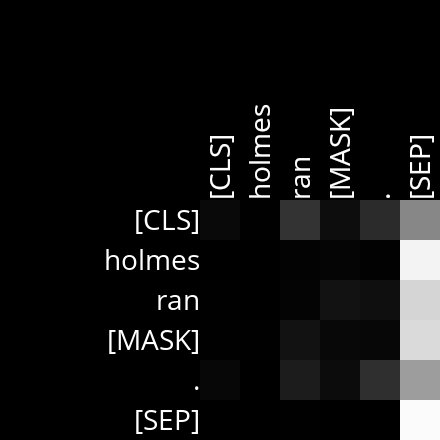 [CLS]
holmes
ran
[MASK]
.
[SEP]
[CLS]
holmes
ran
[MASK]
.
[SEP]